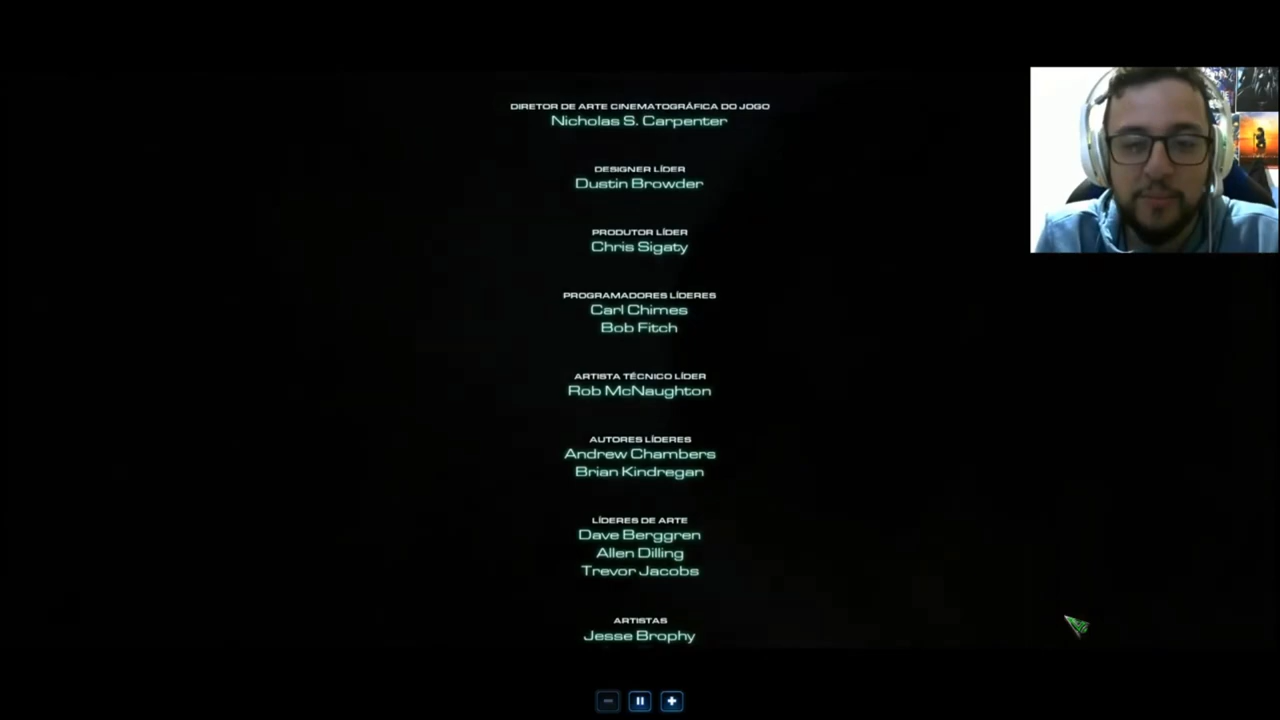 DIRETOR DE ARTE CINEMATOGRÁFICA DO JOGO
Nicholas S. Carpenter
DESIGNER LÍDER
Dustin Browder
PRODUTOR LÍDER
Chris Sigaty
PROGRAMADORES LÍDERES
Carl Chimes
Bob Fitch
ARTISTA TÉCNICO LÍDER
Rob McNaughton
AUTORES LÍDERES
Andrew Chambers
Brian Kindregan
LÍDERES DE ARTE
Dave Berggren
Allen Dilling
Trevor Jacobs
ARTISTAS
Jesse Brophy